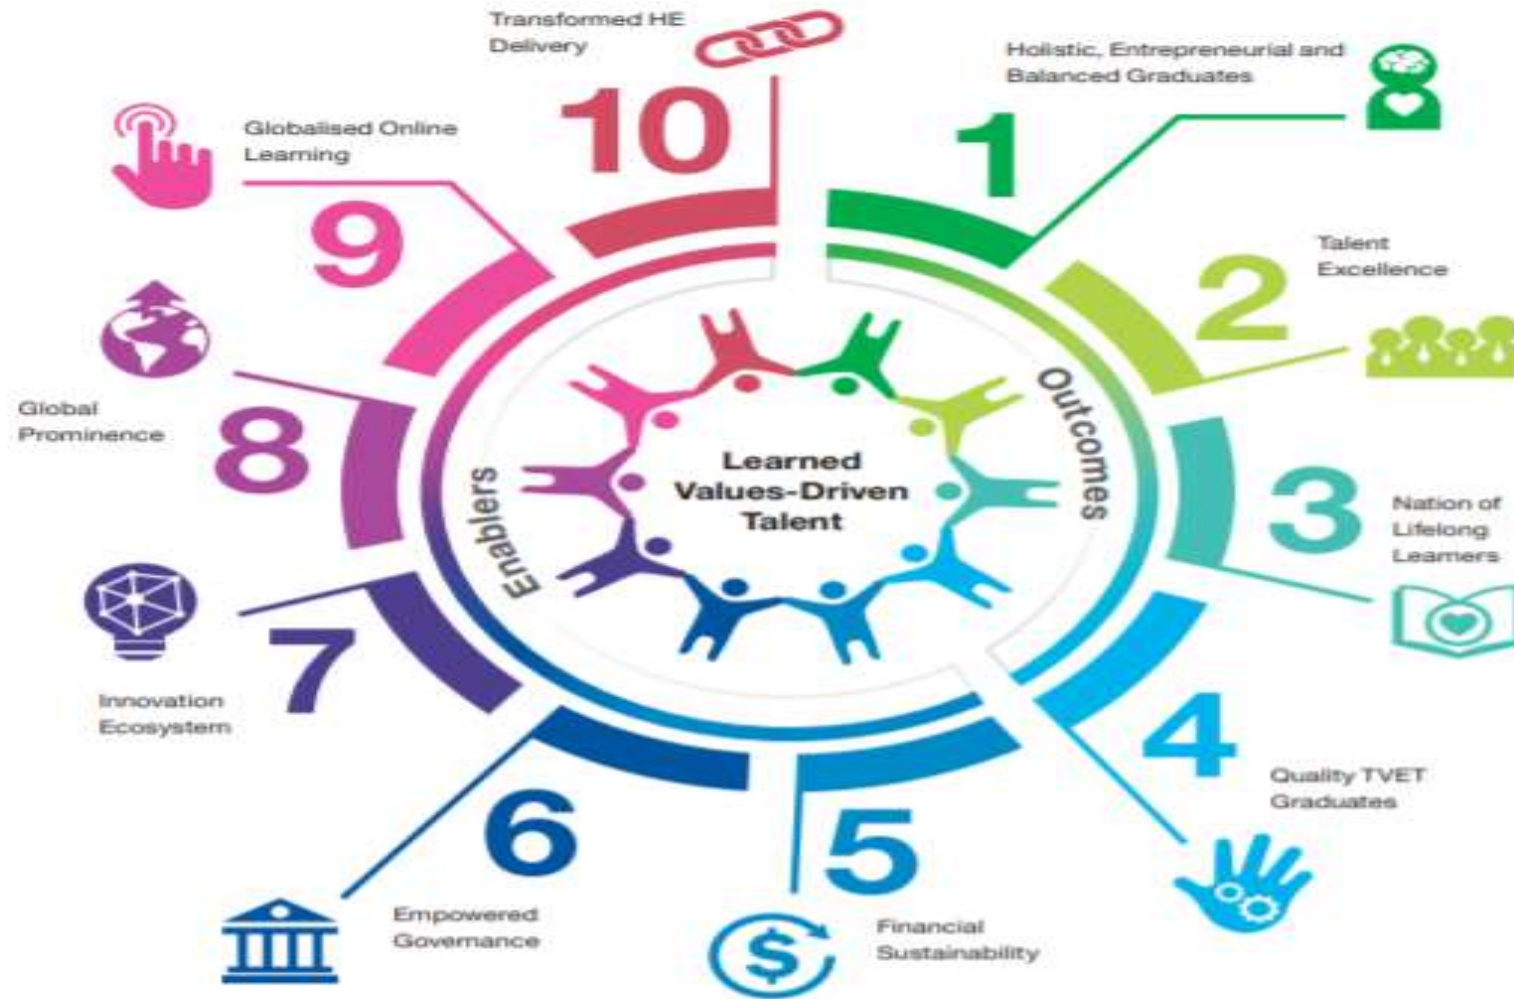 Transformed HE
Delivery
10
Holistic, Entrepreneurial and
Balanced Graduates
1
Talent
Excellence
2
Nation of
Lifelong
Learners
3
Quality TVET
Graduates
4
Financial
Sustainability
5
$
Empowered
Governance
6
Innovation
Ecosystem
7
Global
Prominence
8
Globalised Online
Learning
9
Outcomes
Enablers
Learned
Values-Driven
Talent